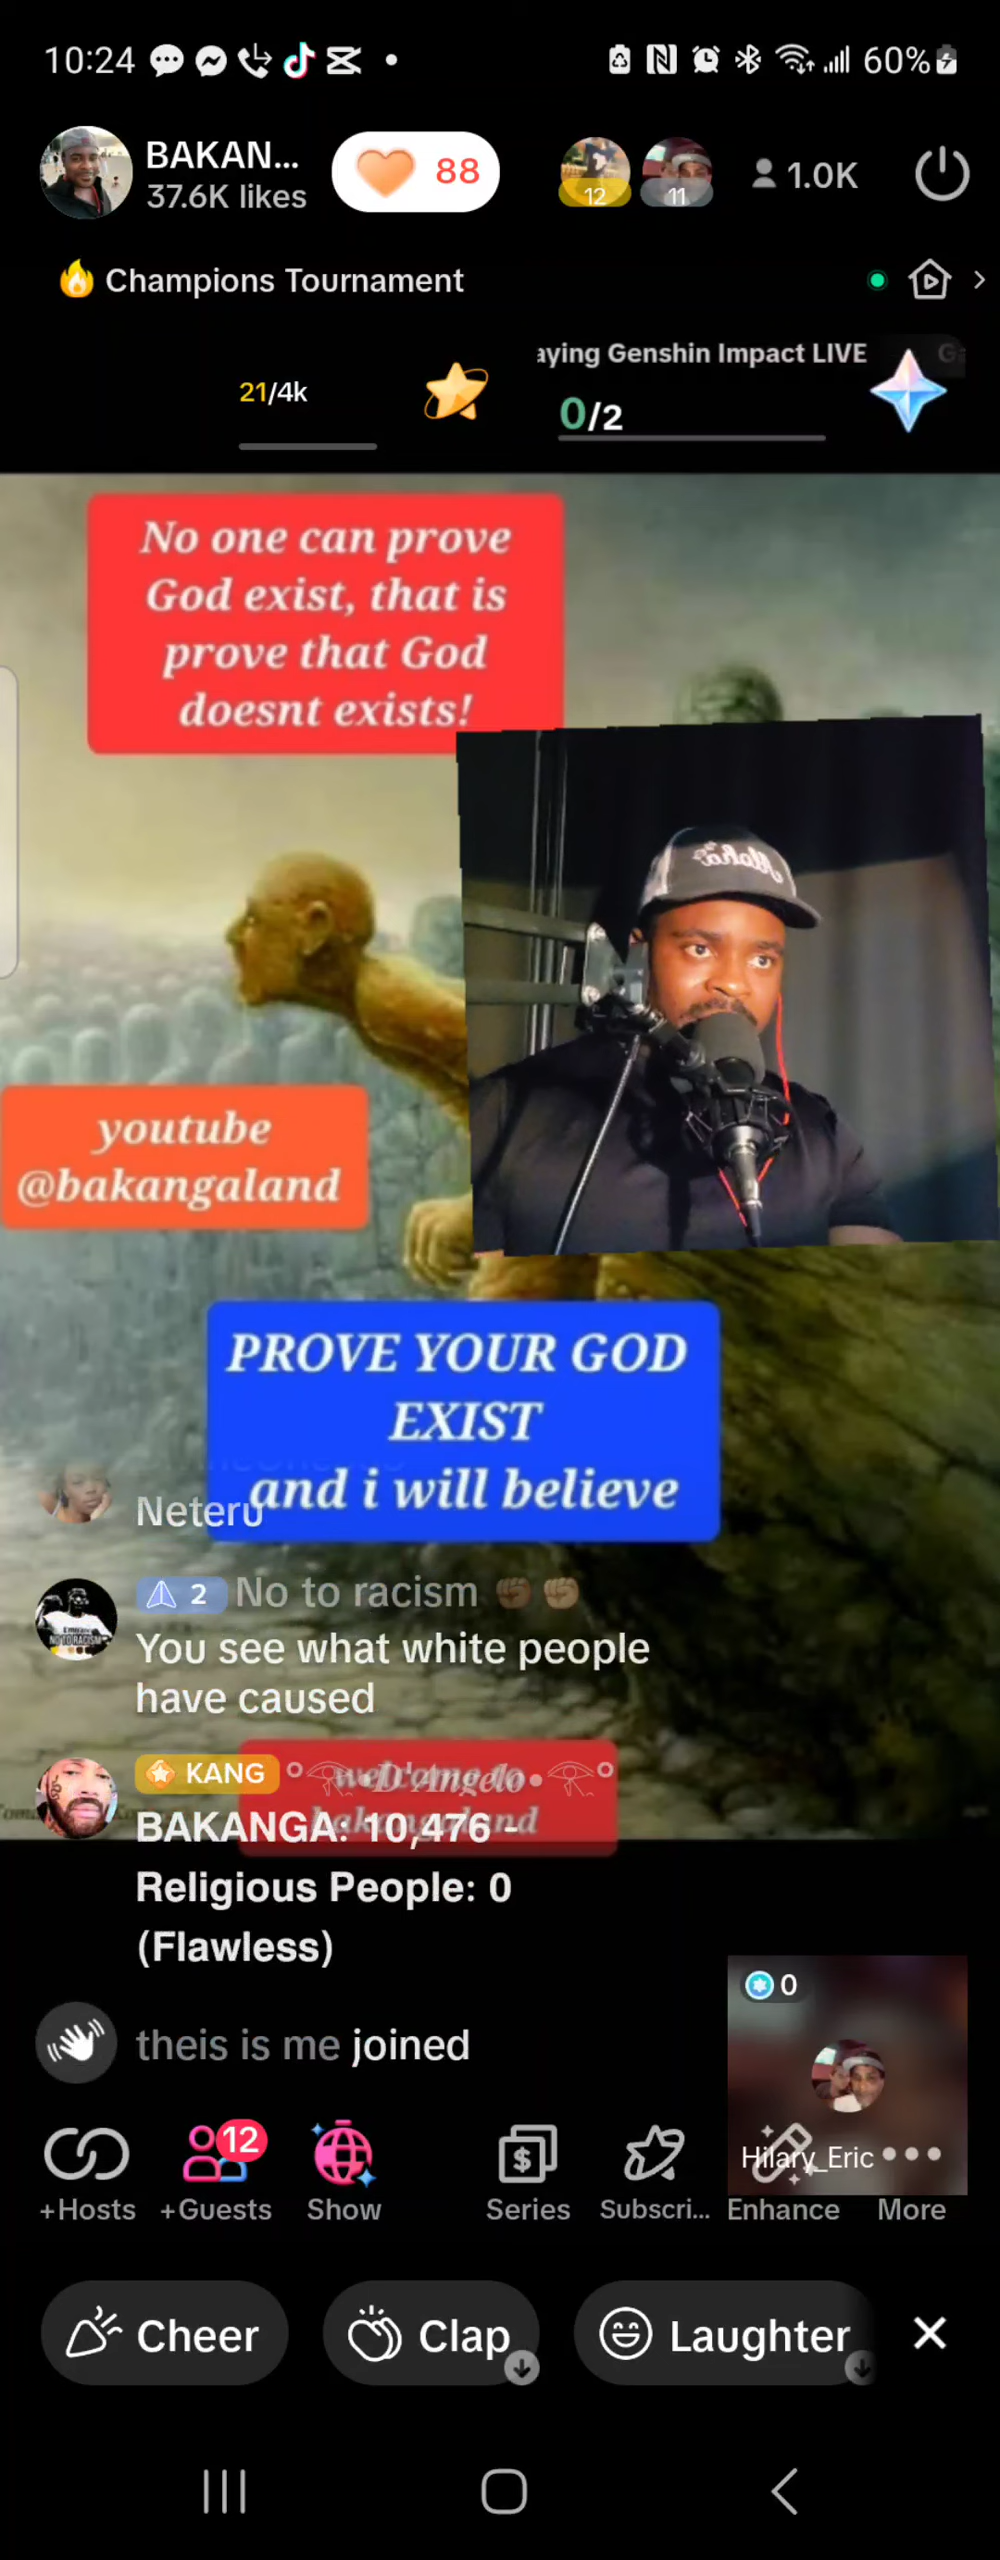 10:24
60%
BAKAN...
37.6K likes
88
12
11
1.0K
🔥 Champions Tournament
21/4k
aying Genshin Impact LIVE
0/2
No one can prove
God exist, that is
prove that God
doesnt exists!
youtube
@bakangaland
PROVE YOUR GOD
EXIST
and i will believe
Neteru
2 No to racism ✊🏾 ✊🏾
You see what white people
have caused
KANG °𓂀•D'Angelo•𓂀°
welcome to
bakangaland
BAKANGA: 10,476 -
Religious People: 0
(Flawless)
theis is me joined
0
Hilary_Eric
12
+Hosts
+Guests
Show
Series
Subscri...
Enhance
More
Cheer
Clap
Laughter